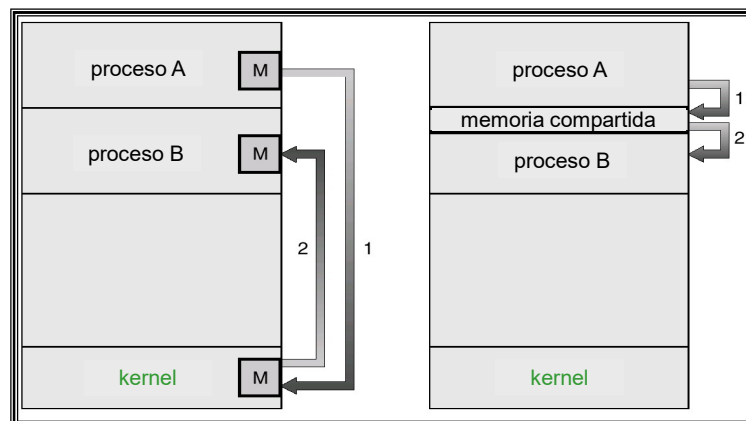 proceso A
M
proceso B
M
2
1
kernel
M
proceso A
1
memoria compartida
2
proceso B
kernel